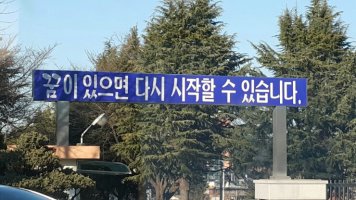 꿈이 있으면 다시 시작할 수 있습니다.